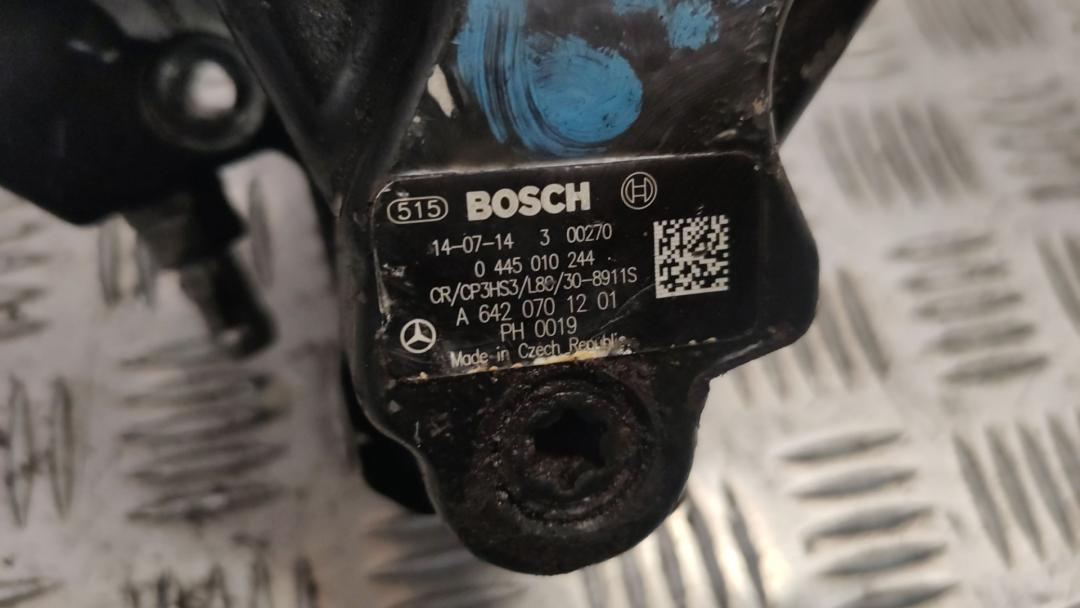 515 BOSCH
14-07-14 3 00270
0 445 010 244
CR/CP3HS3/L80/30-8911S
A 642 070 12 01
PH 0019
Made in Czech Republic